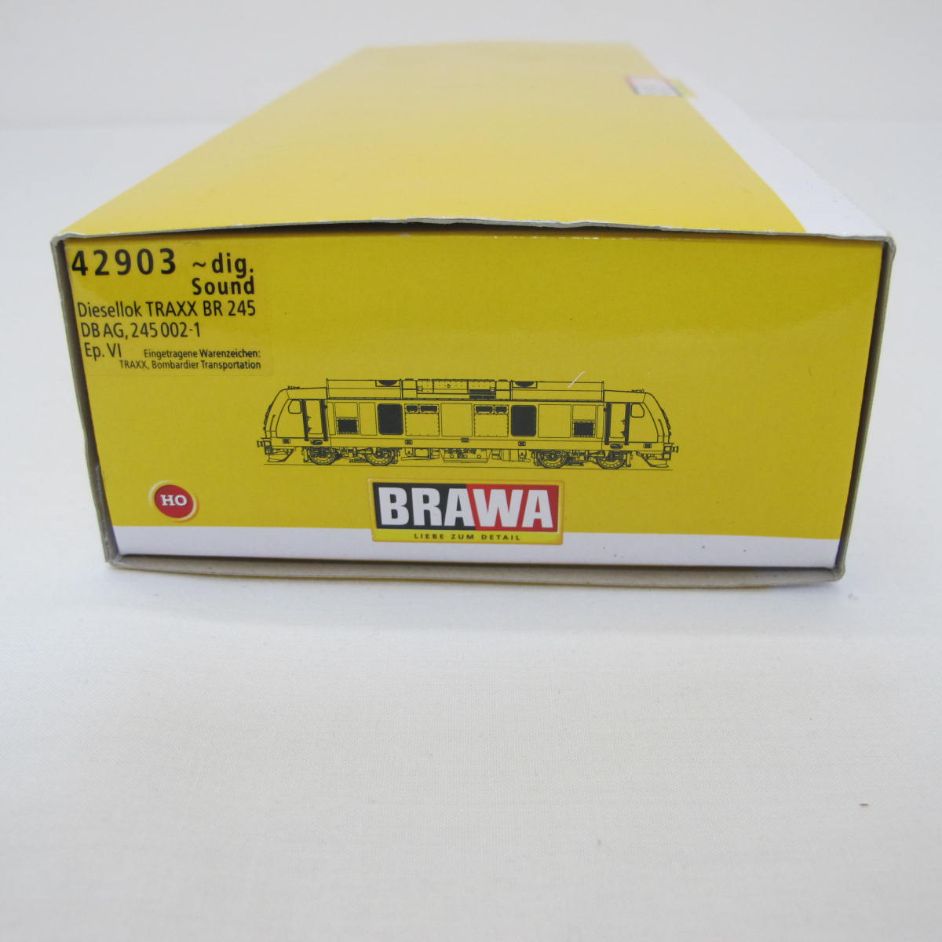 42903 ~ dig.
Sound
Diesellok TRAXX BR 245
DB AG, 245 002-1
Ep. VI Eingetragene Warenzeichen:
TRAXX, Bombardier Transportation
HO
BRAWA
LIEBE ZUM DETAIL